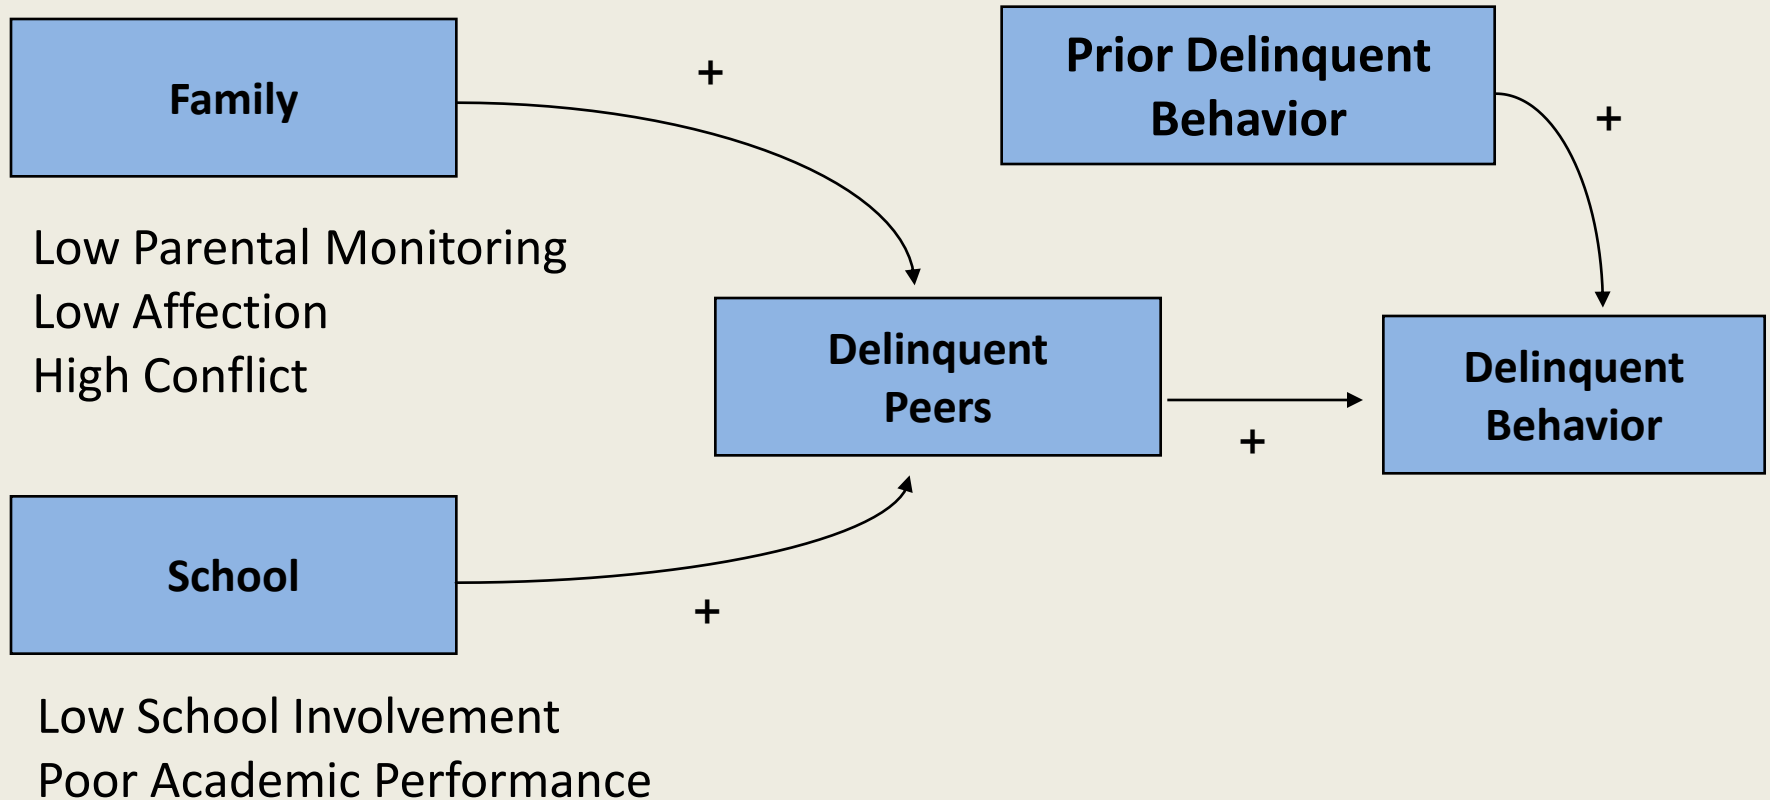 Family
+
Prior Delinquent
Behavior
+
Low Parental Monitoring
Low Affection
High Conflict
Delinquent
Peers
+
Delinquent
Behavior
School
+
Low School Involvement
Poor Academic Performance